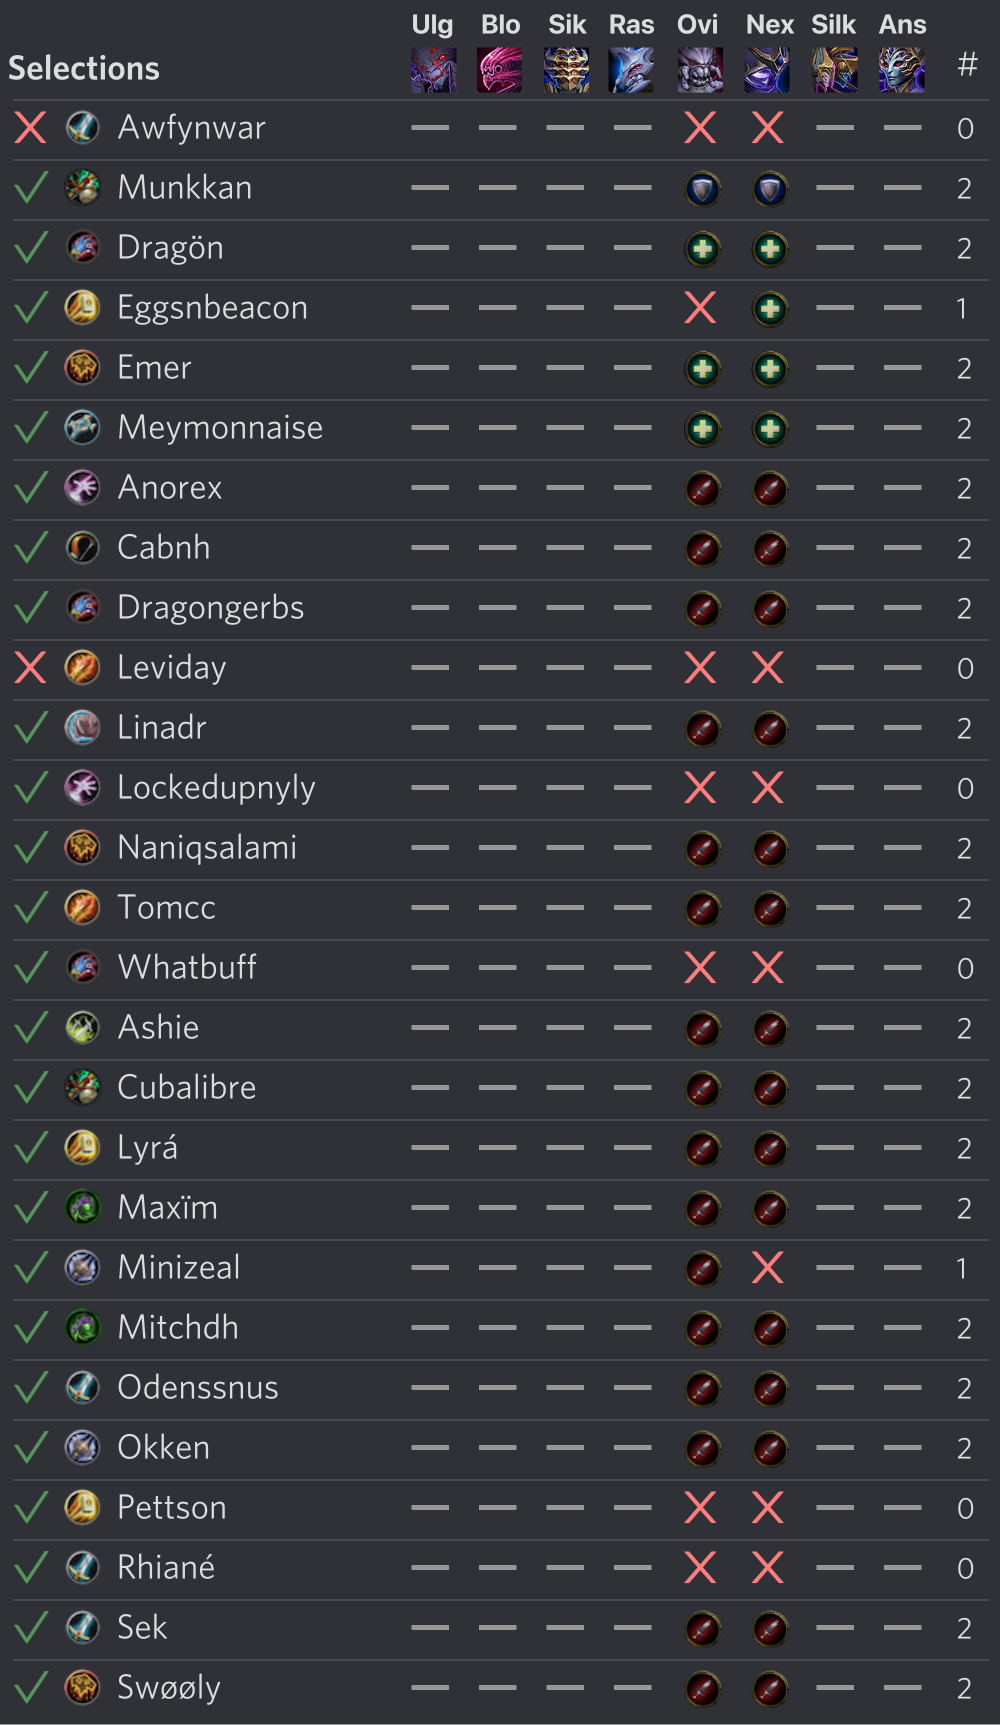 Ulg Blo Sik Ras Ovi Nex Silk Ans
Selections #
Awfynwar 0
Munkkan 2
Dragön 2
Eggsnbeacon 1
Emer 2
Meymonnaise 2
Anorex 2
Cabnh 2
Dragongerbs 2
Leviday 0
Linadr 2
Lockedupnyly 0
Naniqsalami 2
Tomcc 2
Whatbuff 0
Ashie 2
Cubalibre 2
Lyrá 2
Maxïm 2
Minizeal 1
Mitchdh 2
Odenssnus 2
Okken 2
Pettson 0
Rhiané 0
Sek 2
Swøøly 2